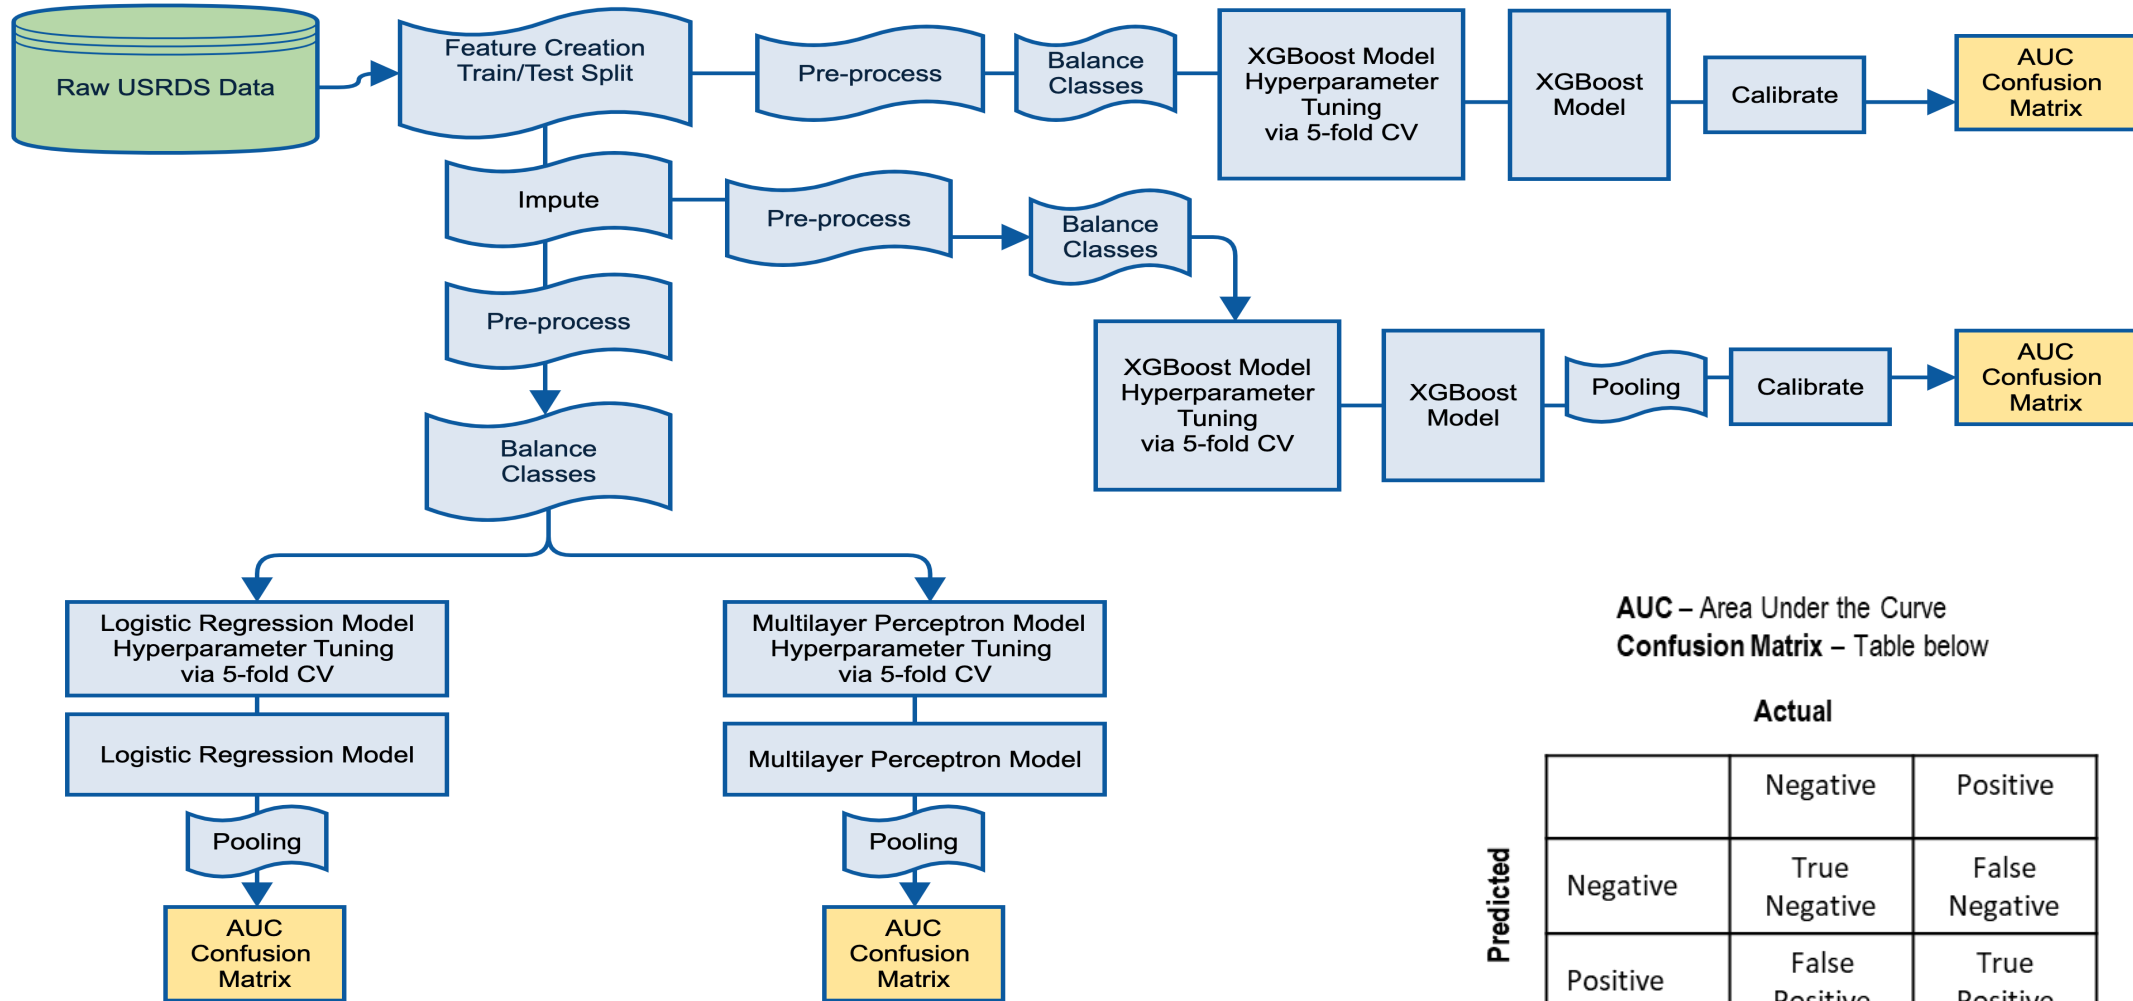 Raw USRDS Data
Feature Creation
Train/Test Split
Pre-process
Balance
Classes
XGBoost Model
Hyperparameter
Tuning
via 5-fold CV
XGBoost
Model
Calibrate
AUC
Confusion
Matrix
Impute
Pre-process
Balance
Classes
XGBoost Model
Hyperparameter
Tuning
via 5-fold CV
XGBoost
Model
Pooling
Calibrate
AUC
Confusion
Matrix
Pre-process
Balance
Classes
Logistic Regression Model
Hyperparameter Tuning
via 5-fold CV
Logistic Regression Model
Pooling
AUC
Confusion
Matrix
Multilayer Perceptron Model
Hyperparameter Tuning
via 5-fold CV
Multilayer Perceptron Model
Pooling
AUC
Confusion
Matrix
AUC – Area Under the Curve
Confusion Matrix – Table below
Actual
Predicted
Negative Positive
Negative
True
Negative
False
Negative
Positive
False
Positive
True
Positive